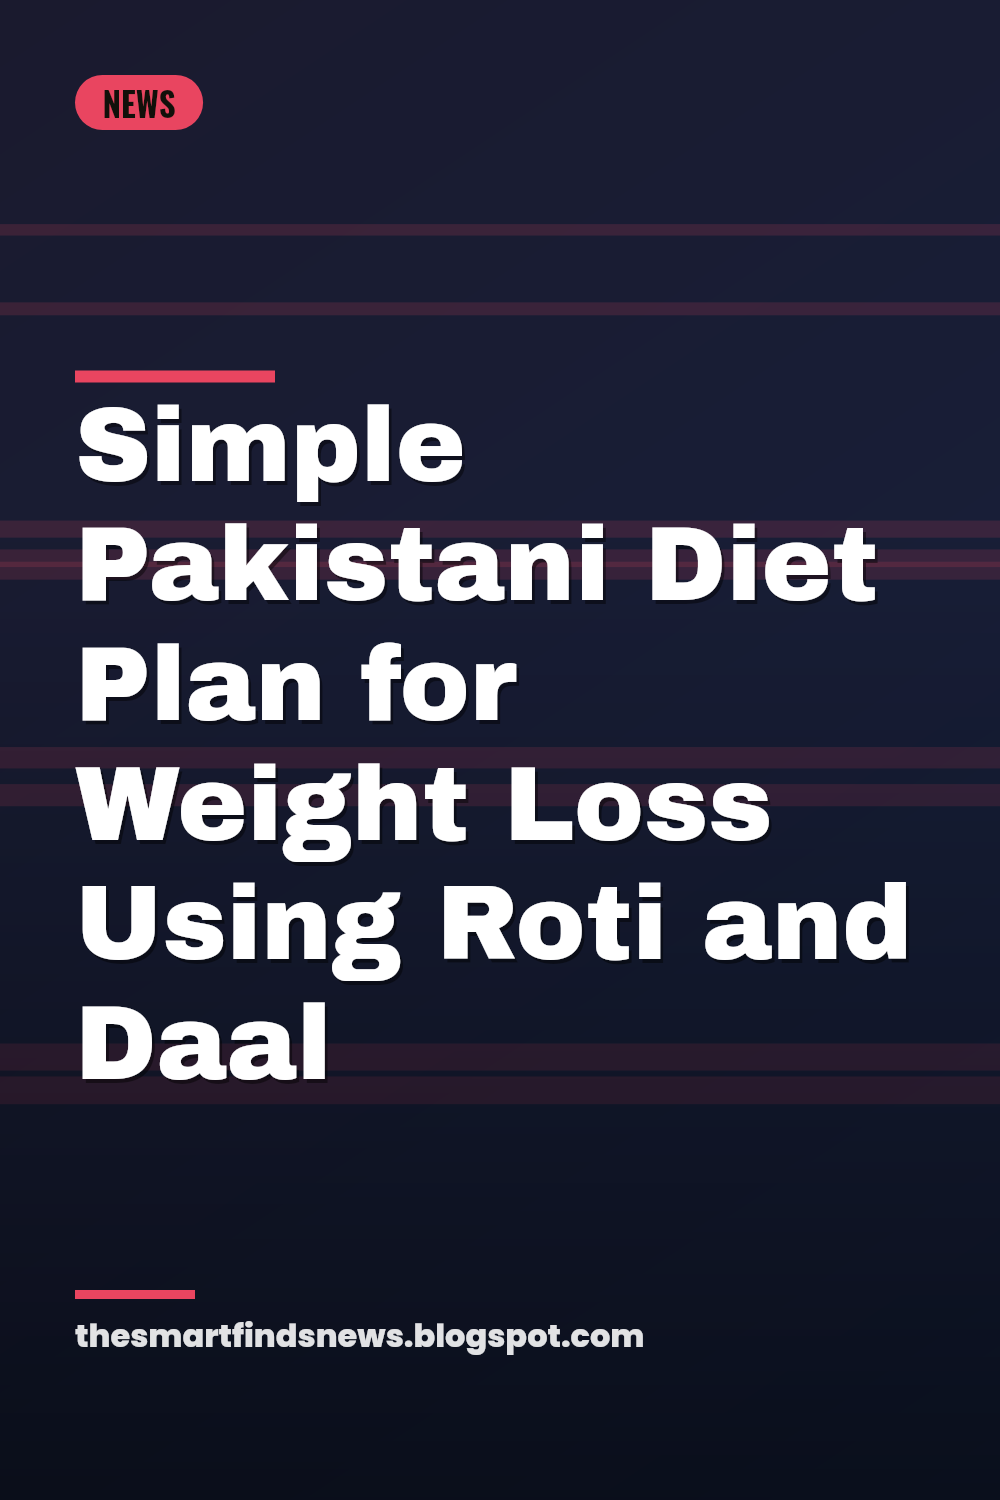 NEWS
Simple
Pakistani Diet
Plan for
Weight Loss
Using Roti and
Daal
thesmartfindsnews.blogspot.com